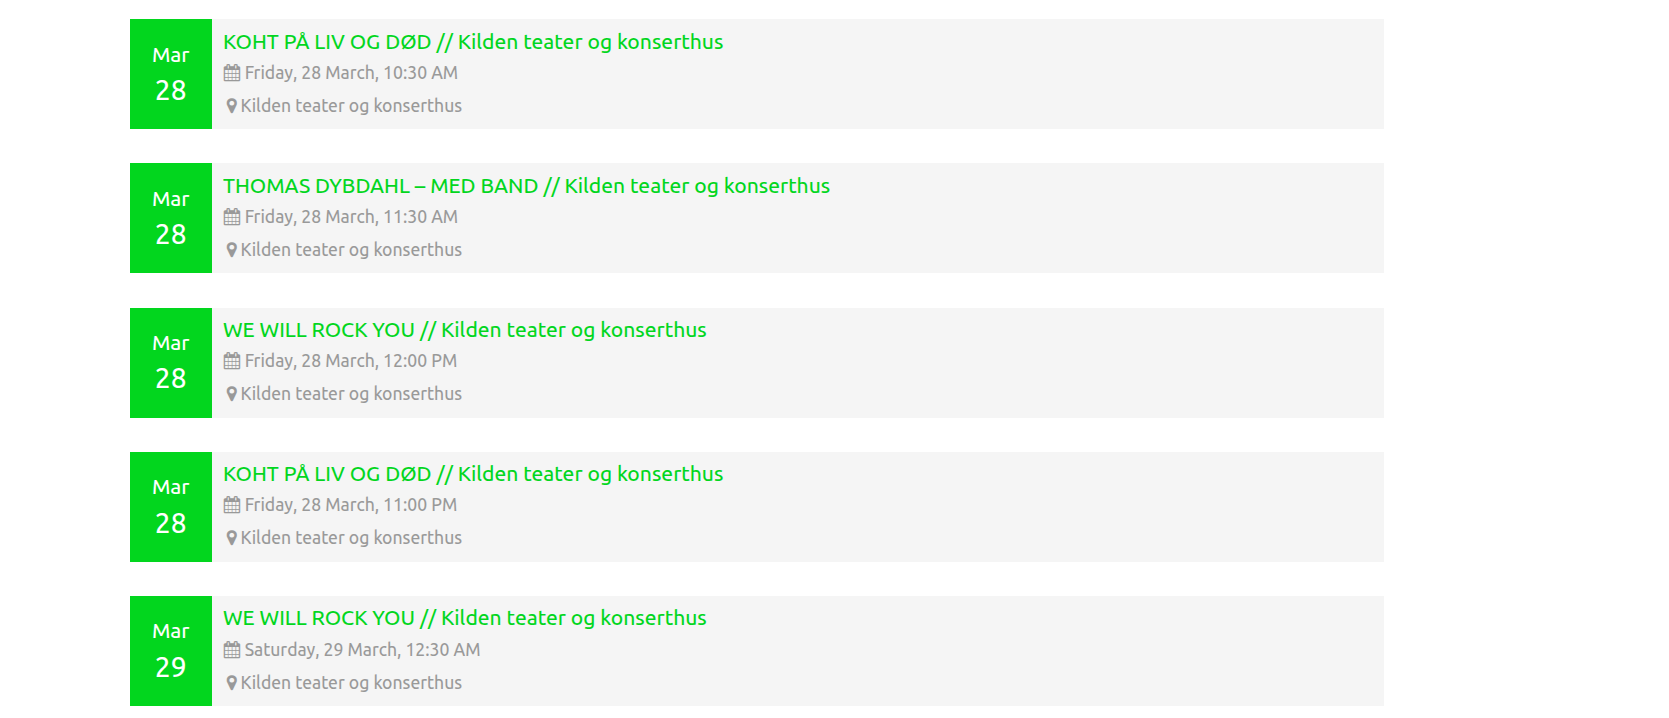 Mar
28
KOHT PÅ LIV OG DØD // Kilden teater og konserthus
Friday, 28 March, 10:30 AM
Kilden teater og konserthus
Mar
28
THOMAS DYBDAHL – MED BAND // Kilden teater og konserthus
Friday, 28 March, 11:30 AM
Kilden teater og konserthus
Mar
28
WE WILL ROCK YOU // Kilden teater og konserthus
Friday, 28 March, 12:00 PM
Kilden teater og konserthus
Mar
28
KOHT PÅ LIV OG DØD // Kilden teater og konserthus
Friday, 28 March, 11:00 PM
Kilden teater og konserthus
Mar
29
WE WILL ROCK YOU // Kilden teater og konserthus
Saturday, 29 March, 12:30 AM
Kilden teater og konserthus